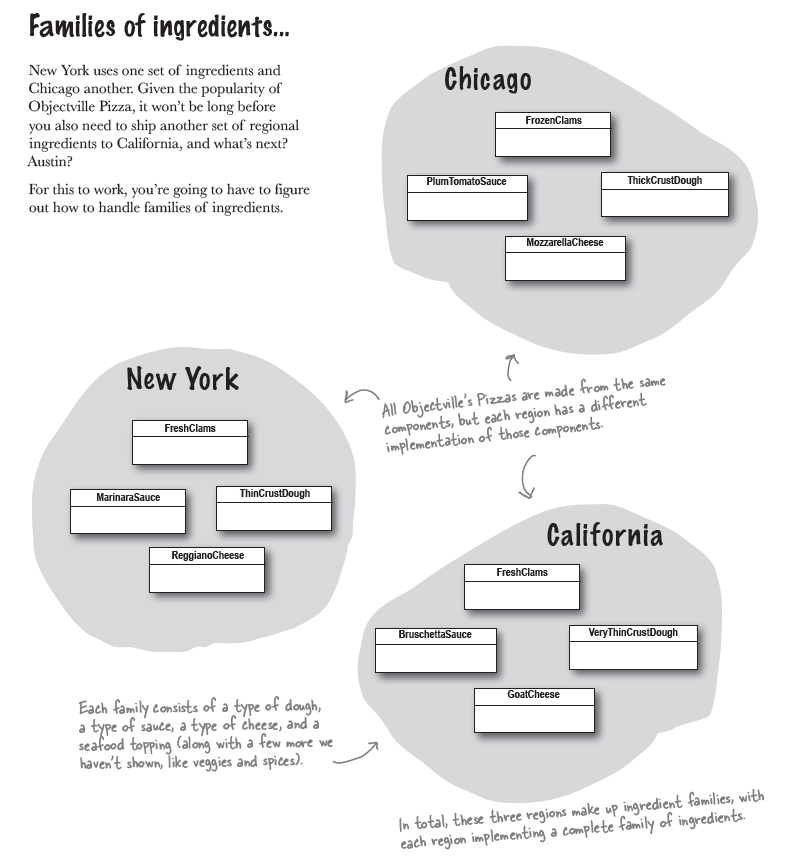 Families of ingredients...
New York uses one set of ingredients and
Chicago another. Given the popularity of
Objectville Pizza, it won't be long before
you also need to ship another set of regional
ingredients to California, and what's next?
Austin?
For this to work, you're going to have to figure
out how to handle families of ingredients.
Chicago
FrozenClams
PlumTomatoSauce
ThickCrustDough
MozzarellaCheese
New York
FreshClams
MarinaraSauce
ThinCrustDough
ReggianoCheese
All Objectville's Pizzas are made from the same
components, but each region has a different
implementation of those components.
California
FreshClams
BruschettaSauce
VeryThinCrustDough
GoatCheese
Each family consists of a type of dough,
a type of sauce, a type of cheese, and a
seafood topping (along with a few more we
haven't shown, like veggies and spices).
In total, these three regions make up ingredient families, with
each region implementing a complete family of ingredients.